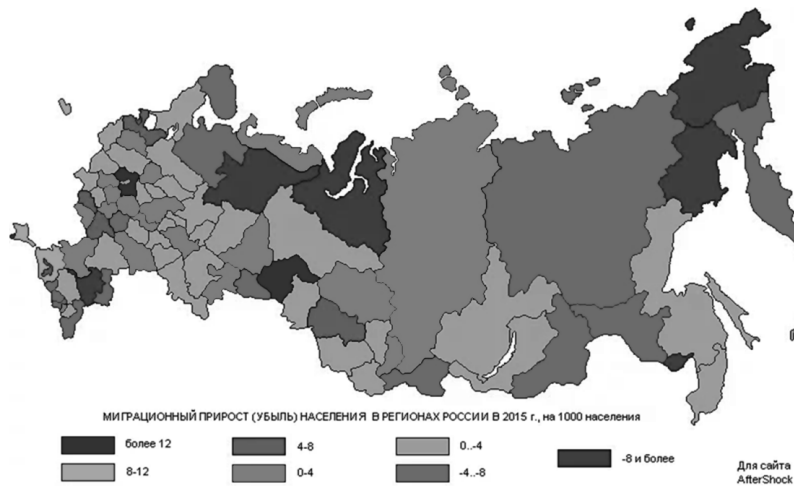 МИГРАЦИОННЫЙ ПРИРОСТ (УБЫЛЬ) НАСЕЛЕНИЯ В РЕГИОНАХ РОССИИ В 2015 г., на 1000 населения
более 12
4-8
0..-4
-8 и более
8-12
0-4
-4..-8
Для сайта
AfterShock